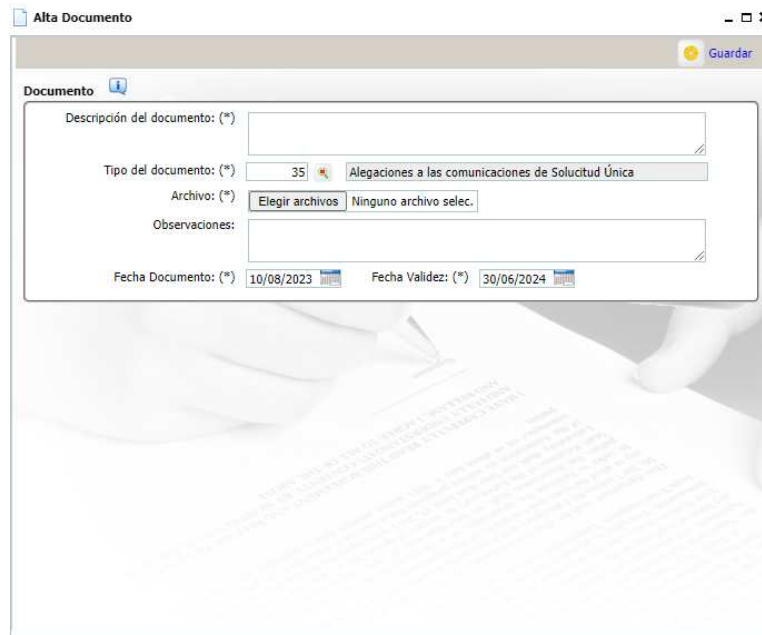 Alta Documento
Guardar
Documento
Descripción del documento: (*)
Tipo del documento: (*) 35 Alegaciones a las comunicaciones de Solucitud Única
Archivo: (*) Elegir archivos Ninguno archivo selec.
Observaciones:
Fecha Documento: (*) 10/08/2023 Fecha Validez: (*) 30/06/2024